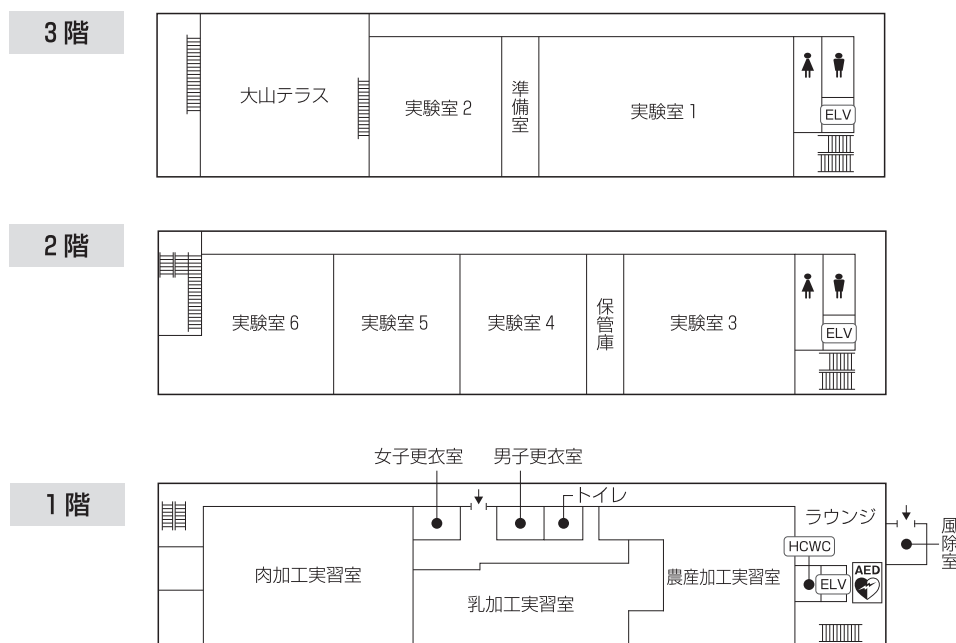 3階
大山テラス
実験室2
準備室
実験室1
ELV
2階
実験室6
実験室5
実験室4
保管庫
実験室3
ELV
女子更衣室
男子更衣室
1階
トイレ
ラウンジ
風除室
HCWC
肉加工実習室
乳加工実習室
農産加工実習室
ELV
AED